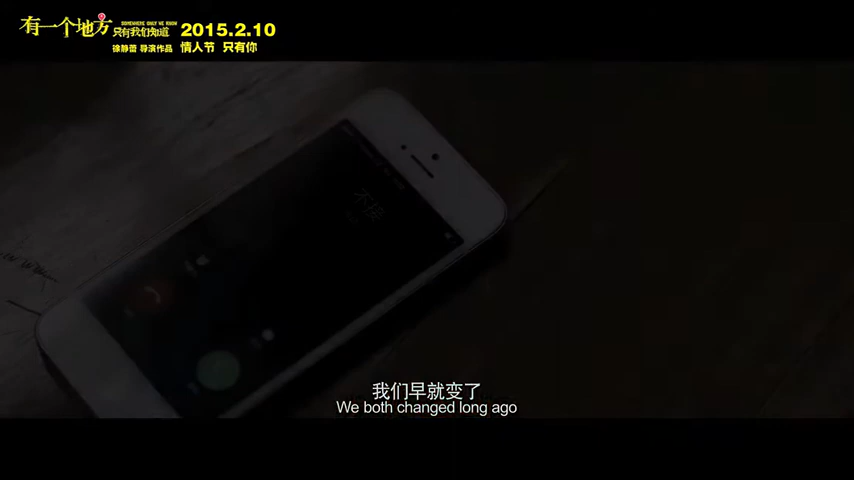 有一个地方
SOMEWHERE ONLY WE KNOW
只有我们知道
2015.2.10
徐静蕾 导演作品
情人节 只有你
不接
我们早就变了
We both changed long ago